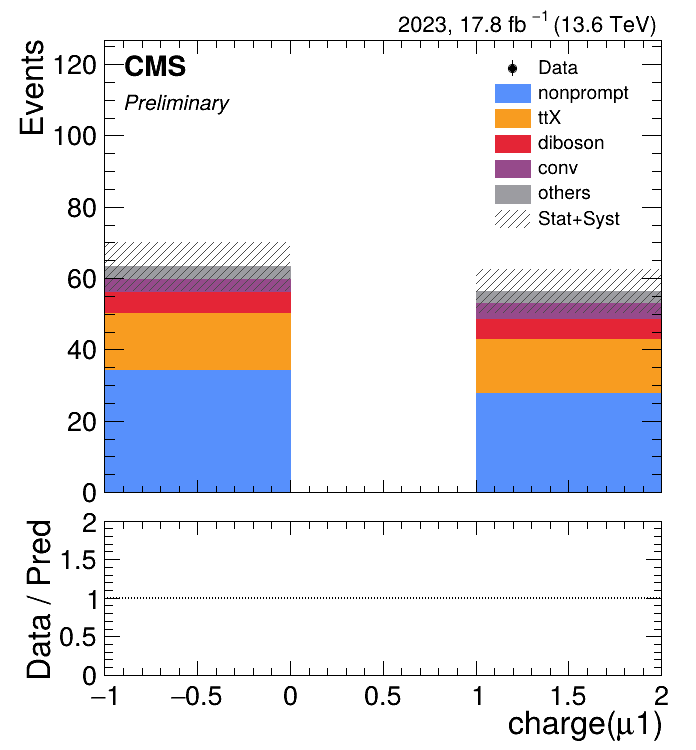 2023, 17.8 fb⁻¹ (13.6 TeV)
Events
CMS
Preliminary
Data
nonprompt
ttX
diboson
conv
others
Stat+Syst
120
100
80
60
40
20
0
Data / Pred
2
1.5
1
0.5
0
−1 −0.5 0 0.5 1 1.5 2
charge(μ1)